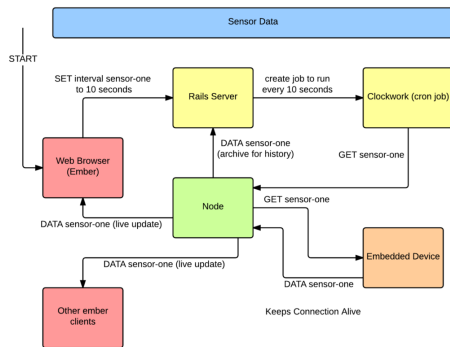 Sensor Data
START
SET interval sensor-one
to 10 seconds
Rails Server
create job to run
every 10 seconds
Clockwork (cron job)
DATA sensor-one
(archive for history)
GET sensor-one
Web Browser
(Ember)
Node
GET sensor-one
DATA sensor-one (live update)
Embedded Device
DATA sensor-one (live update)
DATA sensor-one
Other ember
clients
Keeps Connection Alive